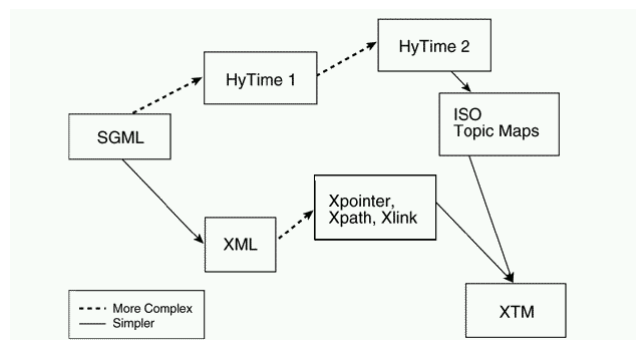 HyTime 2
HyTime 1
ISO
Topic Maps
SGML
Xpointer,
Xpath, Xlink
XML
XTM
More Complex
Simpler